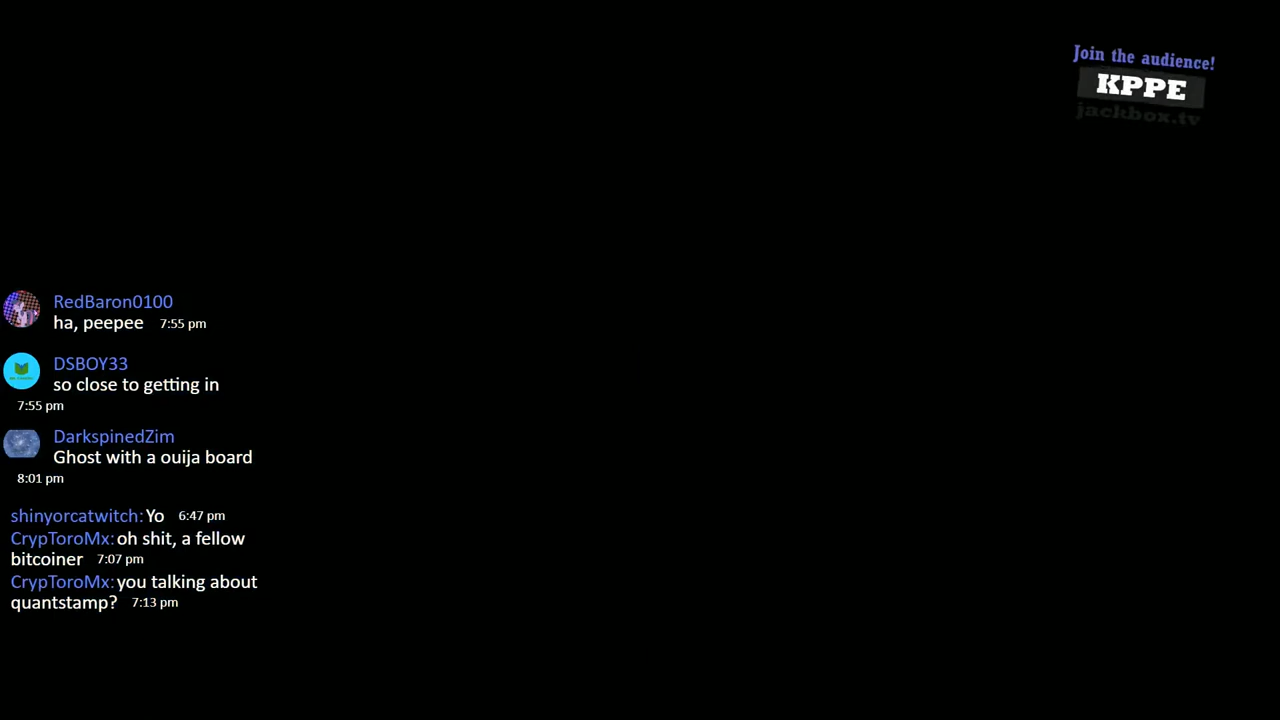 Join the audience!
KPPE
jackbox.tv
RedBaron0100
ha, peepee 7:55 pm
DSBOY33
so close to getting in
7:55 pm
DarkspinedZim
Ghost with a ouija board
8:01 pm
shinyorcatwitch: Yo 6:47 pm
CrypToroMx: oh shit, a fellow
bitcoiner 7:07 pm
CrypToroMx: you talking about
quantstamp? 7:13 pm